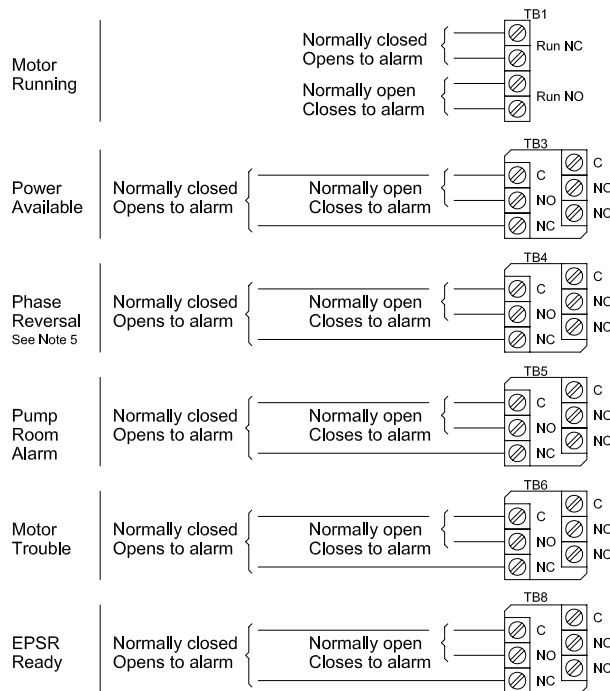 TB1
Motor
Running
Normally closed
Opens to alarm
Run NC
Normally open
Closes to alarm
Run NO
TB3
Power
Available
Normally closed
Opens to alarm
Normally open
Closes to alarm
C
NO
NC
C
NO
NC
TB4
Phase
Reversal
See Note 5
Normally closed
Opens to alarm
Normally open
Closes to alarm
C
NO
NC
C
NO
NC
TB5
Pump
Room
Alarm
Normally closed
Opens to alarm
Normally open
Closes to alarm
C
NO
NC
C
NO
NC
TB6
Motor
Trouble
Normally closed
Opens to alarm
Normally open
Closes to alarm
C
NO
NC
C
NO
NC
TB8
EPSR
Ready
Normally closed
Opens to alarm
Normally open
Closes to alarm
C
NO
NC
C
NO
NC